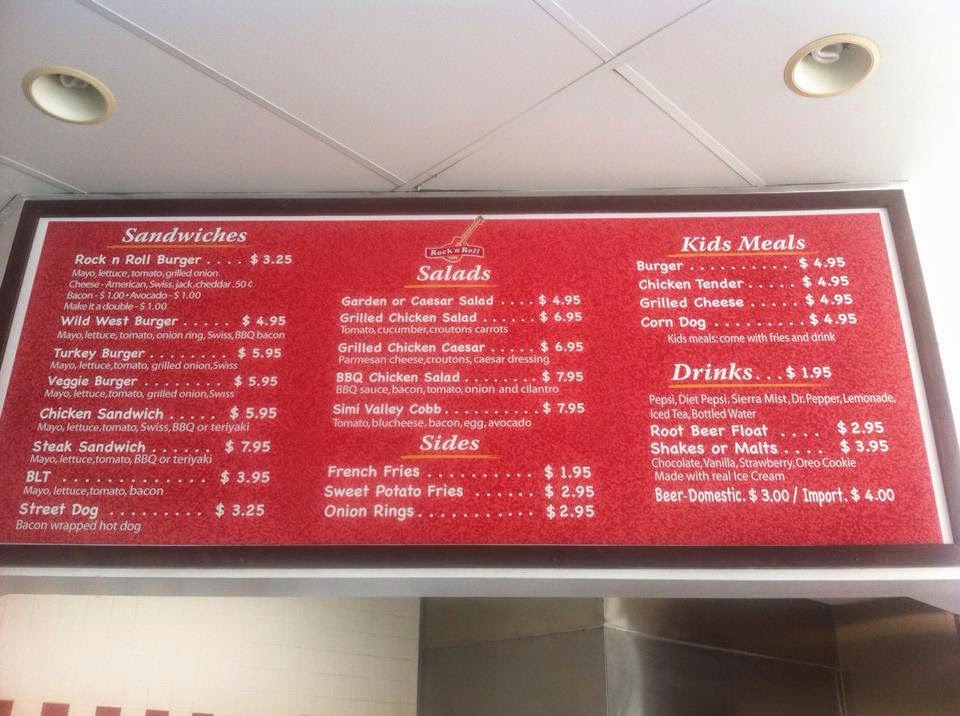 Sandwiches
Rock n Roll Burger .... $ 3.25
Mayo, lettuce, tomato, grilled onion
Cheese - American, Swiss, jack, cheddar .50 ¢
Bacon - $ 1.00 • Avocado - $ 1.00
Make it a double - $ 1.00
Wild West Burger ..... $ 4.95
Mayo, lettuce, tomato, onion ring, Swiss, BBQ bacon
Turkey Burger ........ $ 5.95
Mayo, lettuce, tomato, grilled onion, Swiss
Veggie Burger ........ $ 5.95
Mayo, lettuce, tomato, grilled onion, Swiss
Chicken Sandwich ..... $ 5.95
Mayo, lettuce, tomato, Swiss, BBQ or teriyaki
Steak Sandwich ...... $ 7.95
Mayo, lettuce, tomato, BBQ or teriyaki
BLT ............. $ 3.95
Mayo, lettuce, tomato, bacon
Street Dog ......... $ 3.25
Bacon wrapped hot dog
Rock n Roll
Salads
Garden or Caesar Salad .... $ 4.95
Grilled Chicken Salad ..... $ 6.95
Tomato, cucumber, croutons carrots
Grilled Chicken Caesar .... $ 6.95
Parmesan cheese, croutons, caesar dressing
BBQ Chicken Salad ....... $ 7.95
BBQ sauce, bacon, tomato, onion and cilantro
Simi Valley Cobb .......... $ 7.95
Tomato, blucheese, bacon, egg, avocado
Sides
French Fries .......... $ 1.95
Sweet Potato Fries ...... $ 2.95
Onion Rings........... $ 2.95
Kids Meals
Burger .......... $ 4.95
Chicken Tender ..... $ 4.95
Grilled Cheese ..... $ 4.95
Corn Dog ......... $ 4.95
Kids meals: come with fries and drink
Drinks ... $ 1.95
Pepsi, Diet Pepsi, Sierra Mist, Dr. Pepper, Lemonade,
Iced Tea, Bottled Water
Root Beer Float .... $ 2.95
Shakes or Malts .... $ 3.95
Chocolate, Vanilla, Strawberry, Oreo Cookie
Made with real Ice Cream
Beer-Domestic. $ 3.00 / Import. $ 4.00